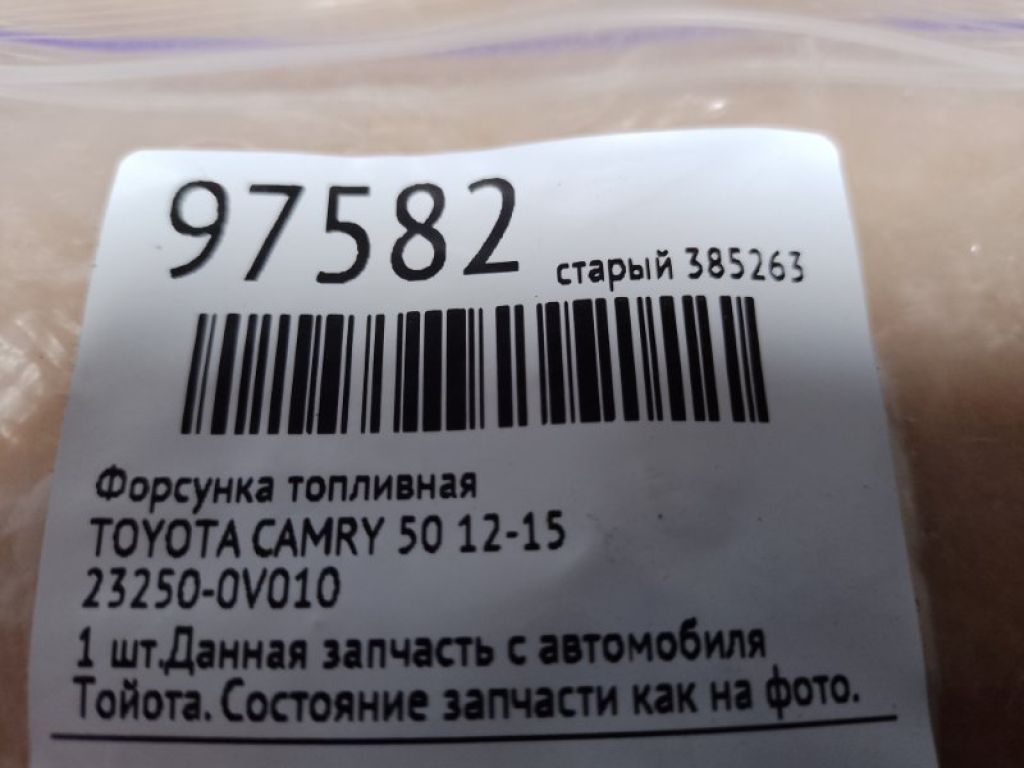 97582
старый 385263
Форсунка топливная
TOYOTA CAMRY 50 12-15
23250-0V010
1 шт.Данная запчасть с автомобиля
Тойота. Состояние запчасти как на фото.